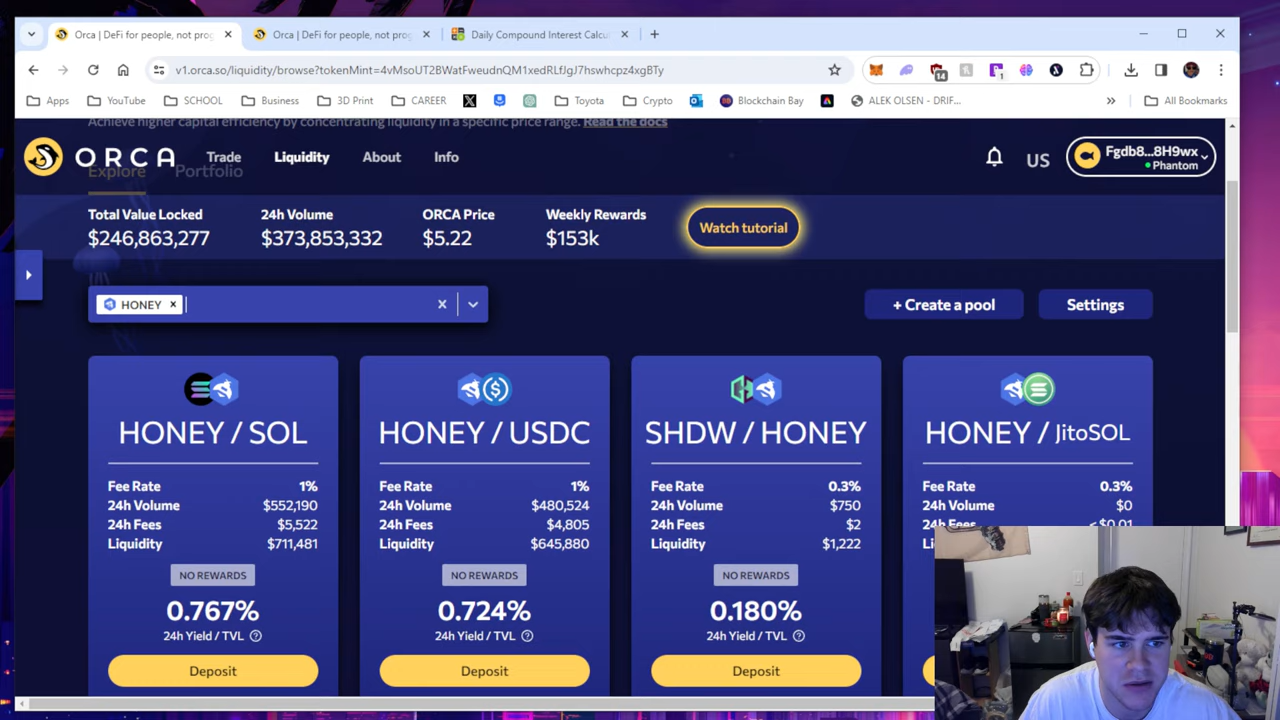 Orca | DeFi for people, not prog
Orca | DeFi for people, not prog
Daily Compound Interest Calcu
v1.orca.so/liquidity/browse?tokenMint=4vMsoUT2BWatFweudnQM1xedRLfJgJ7hswhcpz4xgBTy
14
1
Apps
YouTube
SCHOOL
Business
3D Print
CAREER
Toyota
Crypto
Blockchain Bay
ALEK OLSEN - DRIF...
All Bookmarks
Achieve higher capital efficiency by concentrating liquidity in a specific price range. Read the docs
ORCA
Trade
Liquidity
About
Info
US
Fgdb8...8H9wx
Phantom
Explore
Portfolio
Total Value Locked
$246,863,277
24h Volume
$373,853,332
ORCA Price
$5.22
Weekly Rewards
$153k
Watch tutorial
HONEY
+ Create a pool
Settings
HONEY / SOL
Fee Rate 1%
24h Volume $552,190
24h Fees $5,522
Liquidity $711,481
NO REWARDS
0.767%
24h Yield / TVL
Deposit
HONEY / USDC
Fee Rate 1%
24h Volume $480,524
24h Fees $4,805
Liquidity $645,880
NO REWARDS
0.724%
24h Yield / TVL
Deposit
SHDW / HONEY
Fee Rate 0.3%
24h Volume $750
24h Fees $2
Liquidity $1,222
NO REWARDS
0.180%
24h Yield / TVL
Deposit
HONEY / JitoSOL
Fee Rate 0.3%
24h Volume $0
24h Fees <$0.01